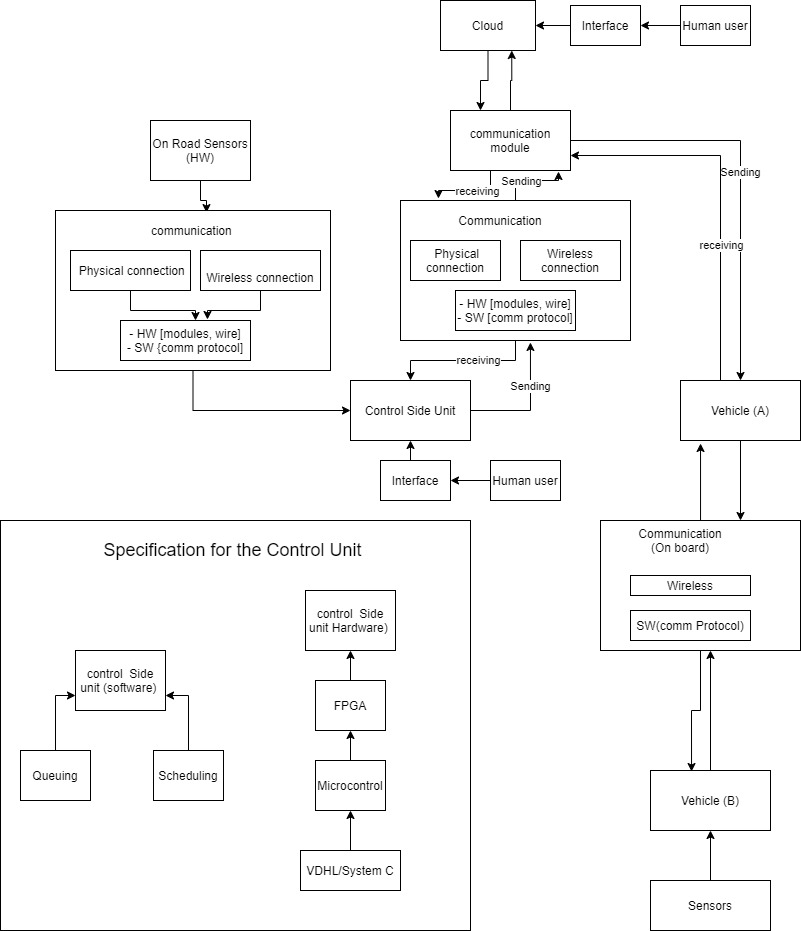 Cloud
Interface
Human user
communication
module
On Road Sensors
(HW)
Sending
receiving
Sending
receiving
communication
Physical connection
Wireless connection
- HW [modules, wire]
- SW {comm protocol]
Communication
Physical
connection
Wireless
connection
- HW [modules, wire]
- SW [comm protocol]
receiving
Sending
Control Side Unit
Vehicle (A)
Interface
Human user
Communication
(On board)
Wireless
SW(comm Protocol)
Specification for the Control Unit
control  Side
unit Hardware)
control  Side
unit (software)
FPGA
Queuing
Scheduling
Microcontrol
VDHL/System C
Vehicle (B)
Sensors